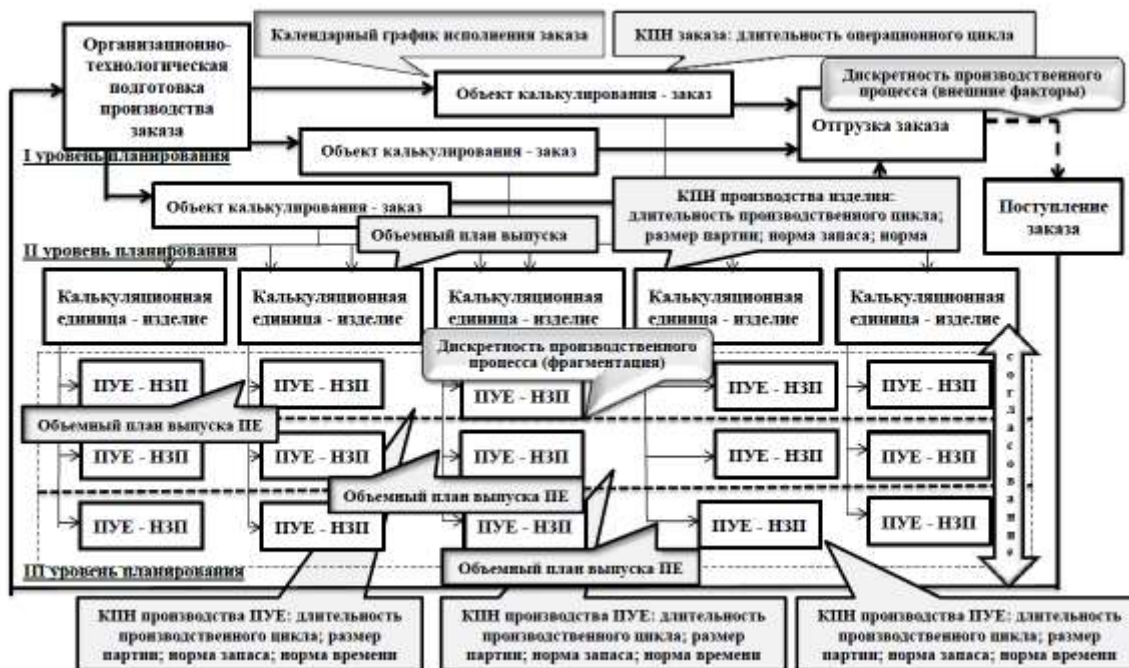 Календарный график исполнения заказа
КПН заказа: длительность операционного цикла
Организационно-
технологическая
подготовка
производства
заказа
Объект калькулирования - заказ
Дискретность производственного
процесса (внешние факторы)
Отгрузка заказа
I уровень планирования
Объект калькулирования - заказ
Объект калькулирования - заказ
КПН производства изделия:
длительность производственного цикла;
размер партии; норма запаса; норма
Поступление
заказа
Объемный план выпуска
II уровень планирования
Калькуляционная
единица - изделие
Калькуляционная
единица - изделие
Калькуляционная
единица - изделие
Калькуляционная
единица - изделие
Калькуляционная
единица - изделие
Дискретность производственного
процесса (фрагментация)
ПУЕ - НЗП
ПУЕ - НЗП
ПУЕ - НЗП
ПУЕ - НЗП
ПУЕ - НЗП
Объемный план выпуска ПЕ
ПУЕ - НЗП
ПУЕ - НЗП
ПУЕ - НЗП
ПУЕ - НЗП
ПУЕ - НЗП
Объемный план выпуска ПЕ
ПУЕ - НЗП
ПУЕ - НЗП
ПУЕ - НЗП
ПУЕ - НЗП
ПУЕ - НЗП
согласование
Объемный план выпуска ПЕ
III уровень планирования
КПН производства ПУЕ: длительность
производственного цикла; размер
партии; норма запаса; норма времени
КПН производства ПУЕ: длительность
производственного цикла; размер
партии; норма запаса; норма времени
КПН производства ПУЕ: длительность
производственного цикла; размер
партии; норма запаса; норма времени